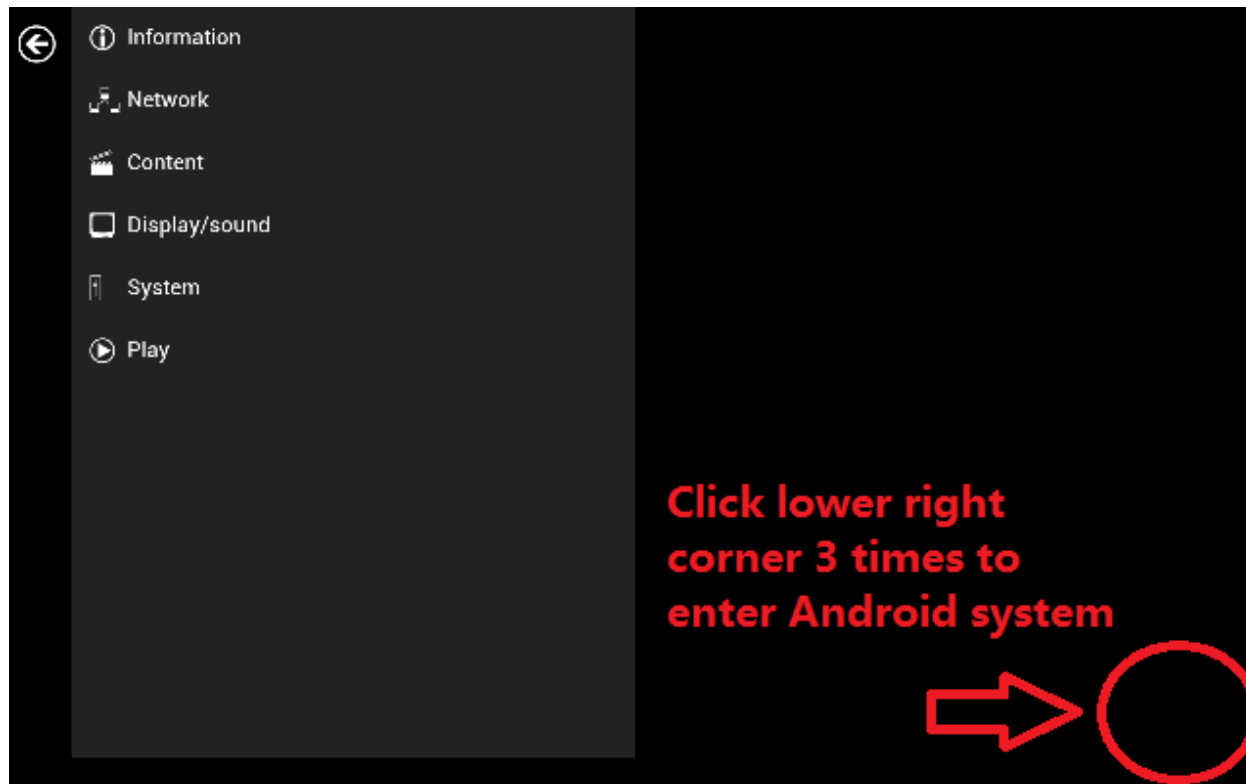 Information
Network
Content
Display/sound
System
Play
Click lower right
corner 3 times to
enter Android system